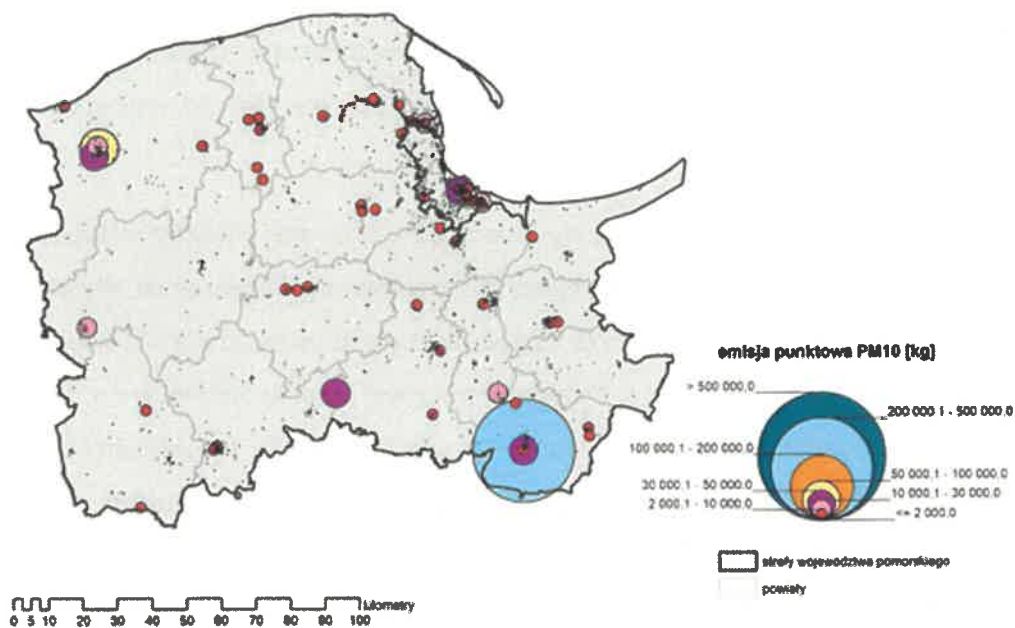 emisja punktowa PM10 [kg]
> 500 000,0
200 000,1 - 500 000,0
100 000,1 - 200 000,0
50 000,1 - 100 000,0
30 000,1 - 50 000,0
10 000,1 - 30 000,0
2 000,1 - 10 000,0
<= 2 000,0
strefy województwa pomorskiego
powiaty
kilometry
0 5 10 20 30 40 50 60 70 80 90 100